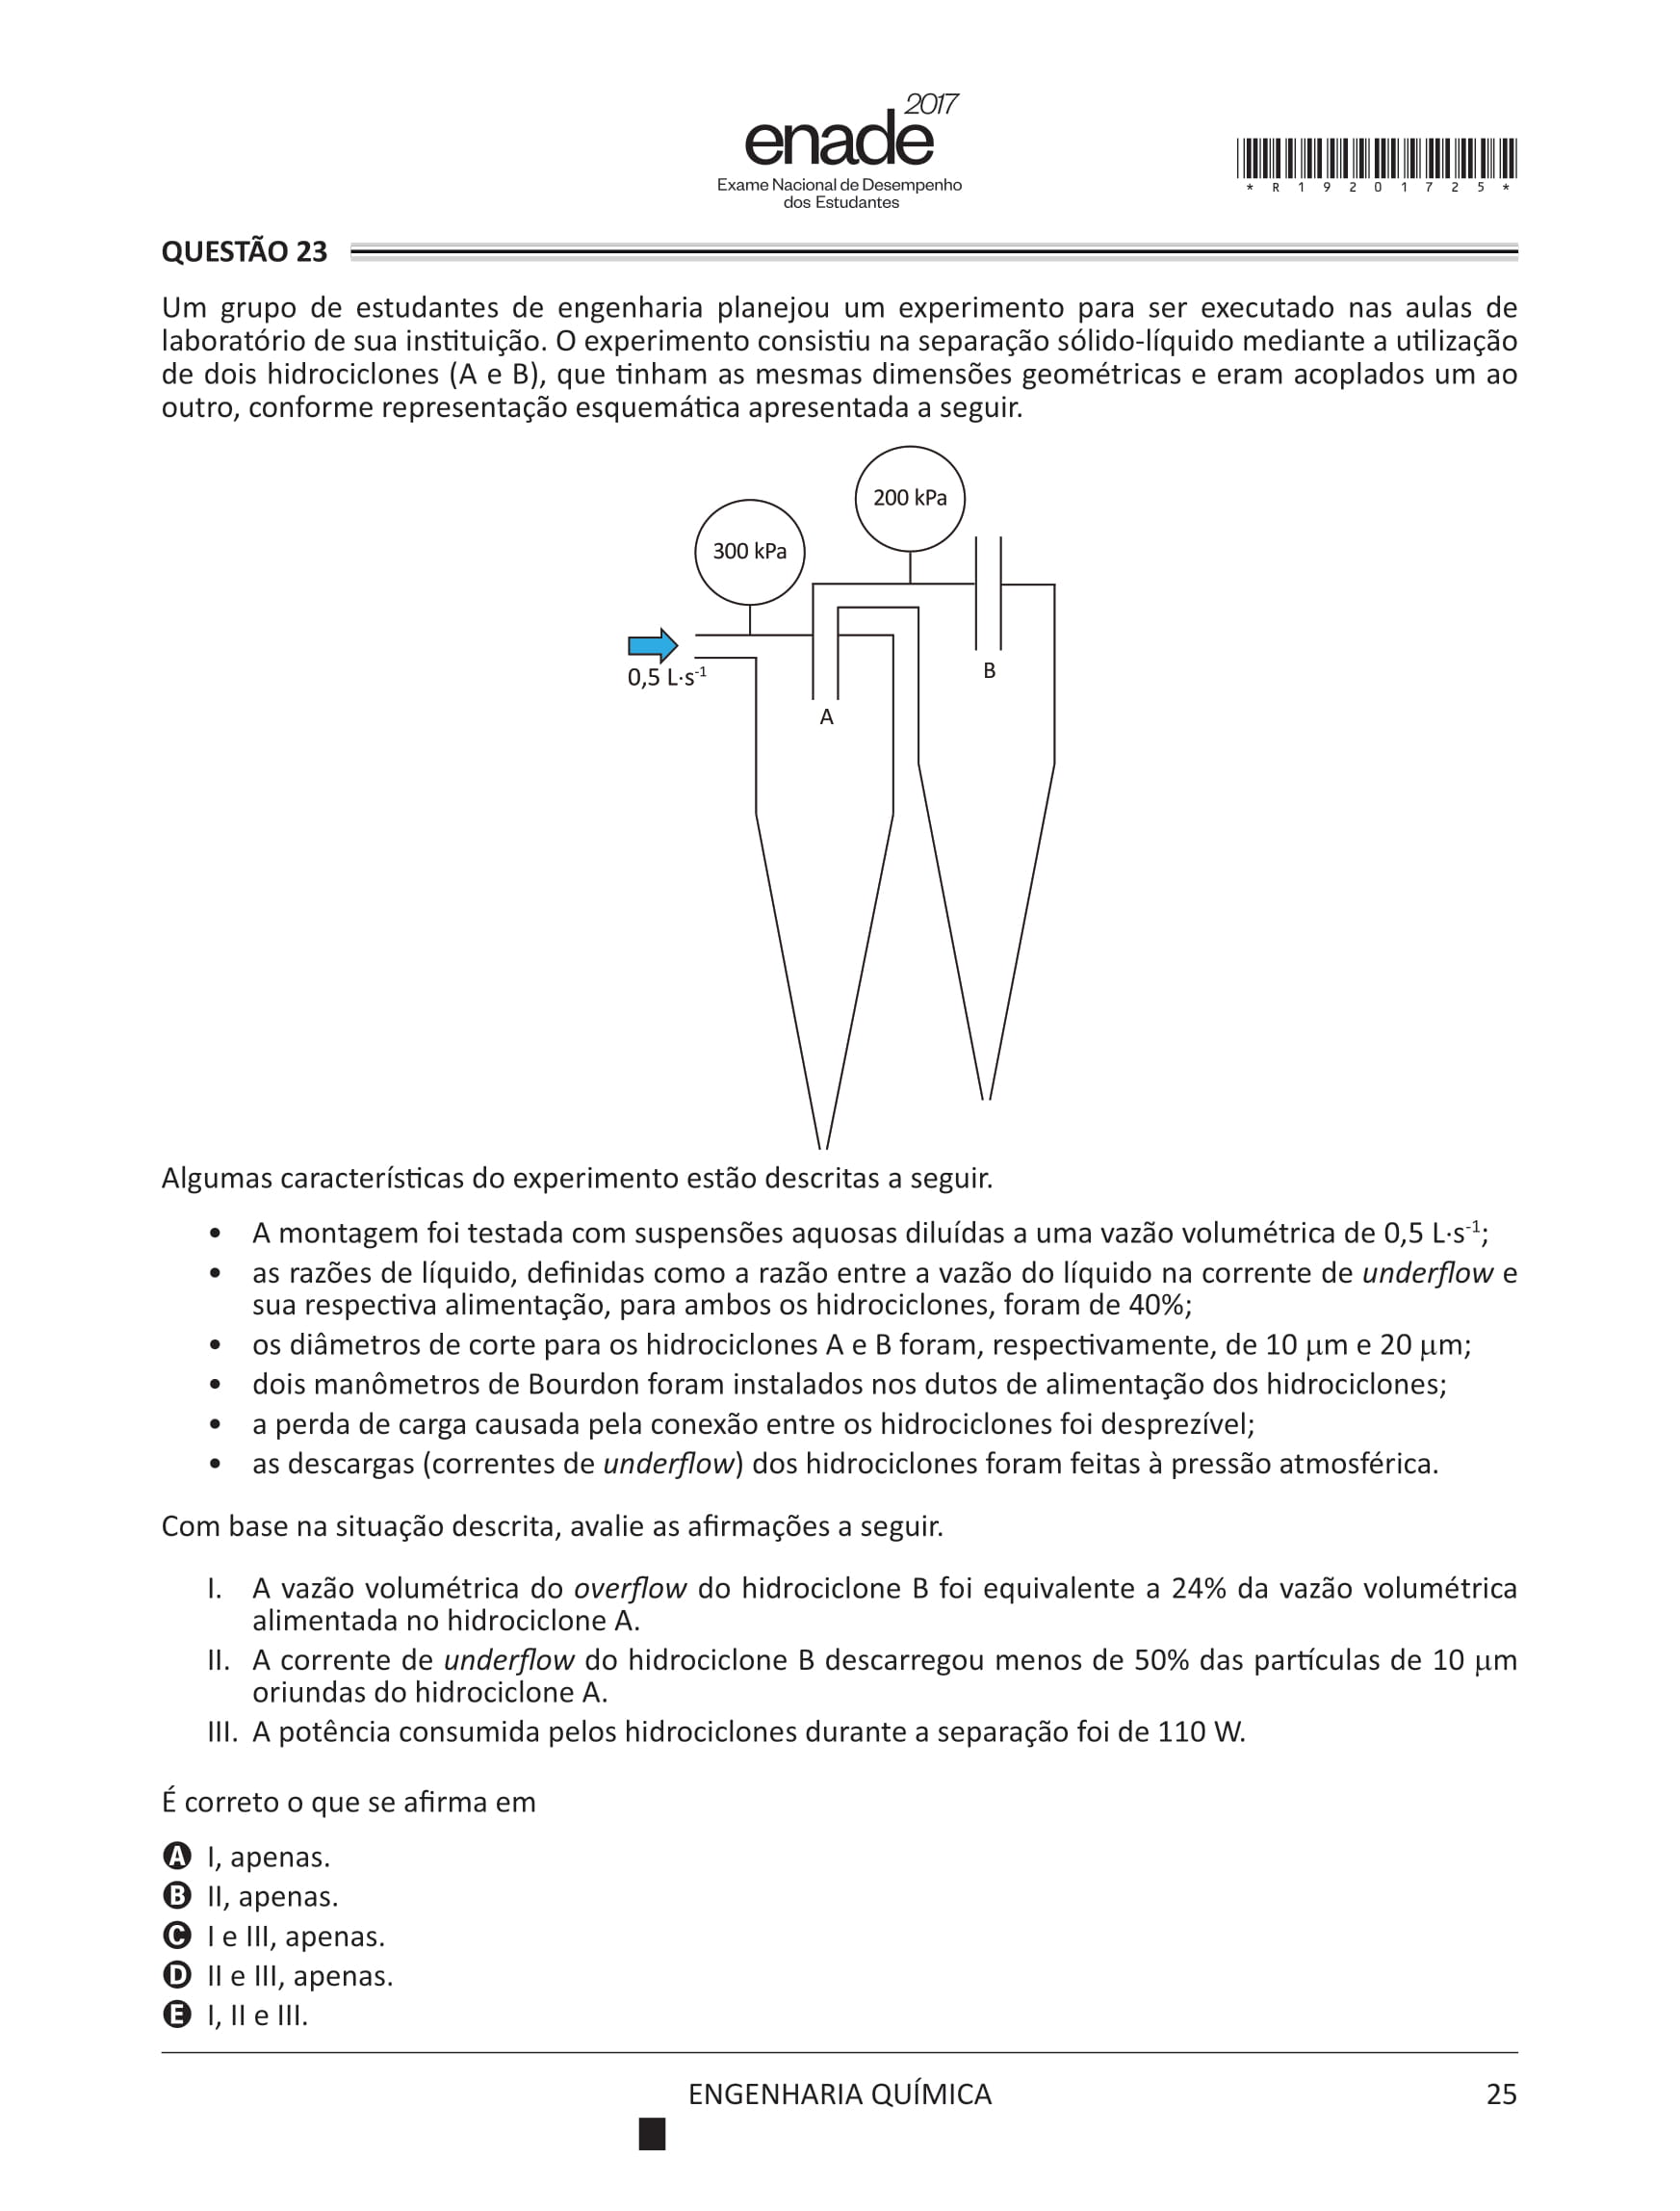 2017
enade
Exame Nacional de Desempenho
dos Estudantes
*R19201725*
QUESTÃO 23
Um grupo de estudantes de engenharia planejou um experimento para ser executado nas aulas de
laboratório de sua instituição. O experimento consistiu na separação sólido-líquido mediante a utilização
de dois hidrociclones (A e B), que tinham as mesmas dimensões geométricas e eram acoplados um ao
outro, conforme representação esquemática apresentada a seguir.
200 kPa
300 kPa
0,5 L·s⁻¹
B
A
Algumas características do experimento estão descritas a seguir.
• A montagem foi testada com suspensões aquosas diluídas a uma vazão volumétrica de 0,5 L·s⁻¹;
• as razões de líquido, definidas como a razão entre a vazão do líquido na corrente de underflow e
sua respectiva alimentação, para ambos os hidrociclones, foram de 40%;
• os diâmetros de corte para os hidrociclones A e B foram, respectivamente, de 10 μm e 20 μm;
• dois manômetros de Bourdon foram instalados nos dutos de alimentação dos hidrociclones;
• a perda de carga causada pela conexão entre os hidrociclones foi desprezível;
• as descargas (correntes de underflow) dos hidrociclones foram feitas à pressão atmosférica.
Com base na situação descrita, avalie as afirmações a seguir.
I. A vazão volumétrica do overflow do hidrociclone B foi equivalente a 24% da vazão volumétrica
alimentada no hidrociclone A.
II. A corrente de underflow do hidrociclone B descarregou menos de 50% das partículas de 10 μm
oriundas do hidrociclone A.
III. A potência consumida pelos hidrociclones durante a separação foi de 110 W.
É correto o que se afirma em
A I, apenas.
B II, apenas.
C I e III, apenas.
D II e III, apenas.
E I, II e III.
ENGENHARIA QUÍMICA
25